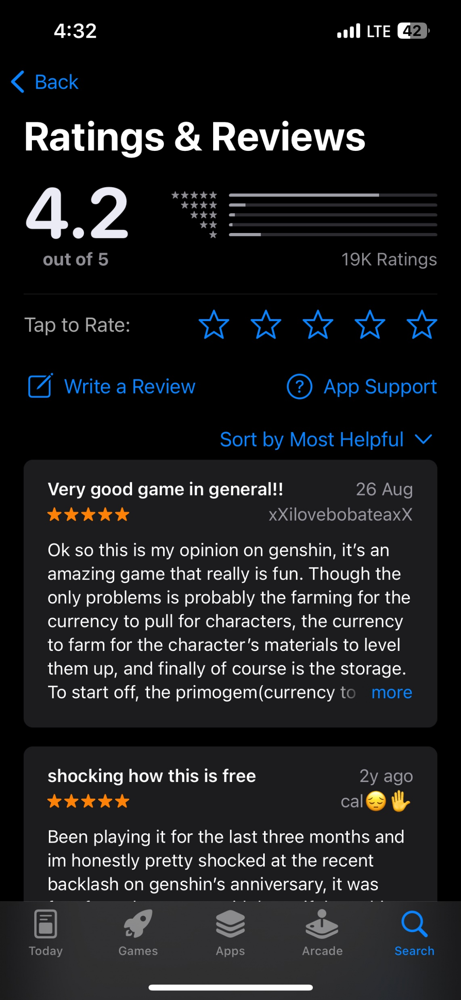 4:32
LTE 42
Back
Ratings & Reviews
4.2
out of 5
19K Ratings
Tap to Rate:
Write a Review
App Support
Sort by Most Helpful
Very good game in general!!
26 Aug
xXilovebobateaxX
Ok so this is my opinion on genshin, it’s an
amazing game that really is fun. Though the
only problems is probably the farming for the
currency to pull for characters, the currency
to farm for the character’s materials to level
them up, and finally of course is the storage.
To start off, the primogem(currency to more
shocking how this is free
2y ago
cal😔🤚
Been playing it for the last three months and
im honestly pretty shocked at the recent
backlash on genshin’s anniversary, it was
Today
Games
Apps
Arcade
Search